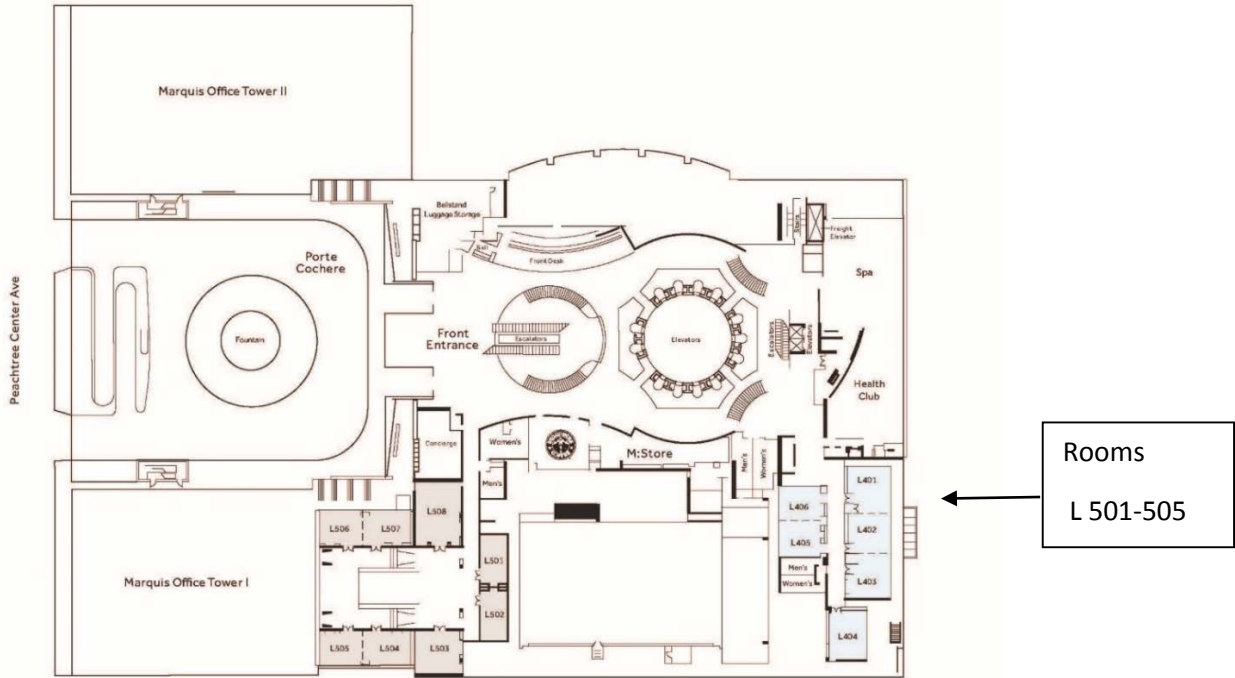 Marquis Office Tower II
Belstand
Luggage Storage
Stairs
Freight
Elevator
Porte
Cochere
Front Desk
Spa
Peachtree Center Ave
Fountain
Front
Entrance
Escalators
Elevators
Escalators
Elevators
Health
Club
Concierge
Women's
M:Store
Men's
Women's
Men's
L401
L506
L507
L508
L406
L402
L405
L501
Men's
Women's
L403
Marquis Office Tower I
L502
L505
L504
L503
L404
Rooms
L 501-505